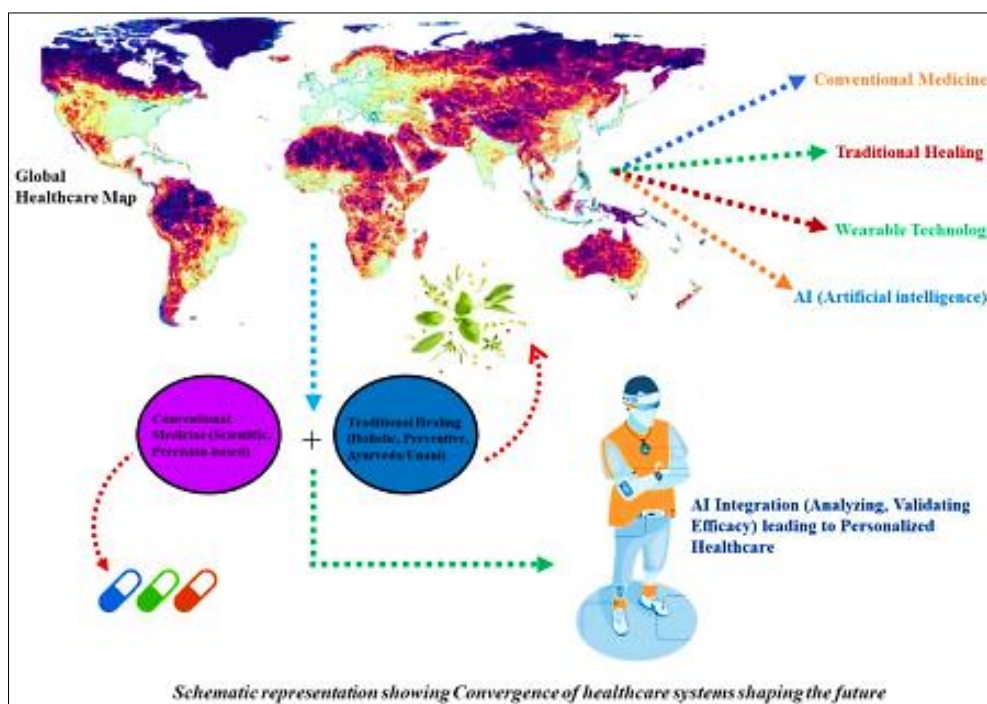 Conventional Medicine
Traditional Healing
Global
Healthcare Map
Wearable Technolog
AI (Artificial intelligence)
Conventional
Medicine (Scientific,
Percision-based)
+
Traditional Healing
(Holistic, Preventive,
Ayurveda/Unani)
AI Integration (Analyzing, Validating
Efficacy) leading to Personalized
Healthcare
Schematic representation showing Convergence of healthcare systems shaping the future